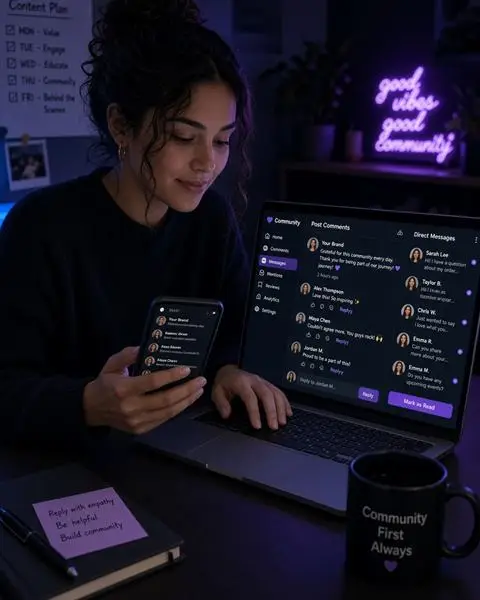 Content Plan
MON - Value
TUE - Engage
WED - Educate
THU - Community
FRI - Behind the
Science
good
vibes
good
community
Community
Home
Comments
Messages
Mentions
Reviews
Analytics
Settings
Post Comments
Your Brand
Grateful for this community every day.
Thank you for being part of our journey! 💜
2 hours ago
Alex Thompson
Love this! So inspiring ✨
Reply
Maya Chen
Couldn't agree more. You guys rock! 🙌
Reply
Jordan M.
Proud to be a part of this!
Reply
Reply to Jordan M...
Reply
Direct Messages
Sarah Lee
Hi! I have a question
about my order...
Taylor B.
Chris W.
Just wanted to say
I love what you...
Emma R.
Can you share
more about your...
Emma M.
Do you have any
upcoming events?
Mark as Read
Your Brand
Reply with empathy
Be helpful
Build community
Community
First
Always